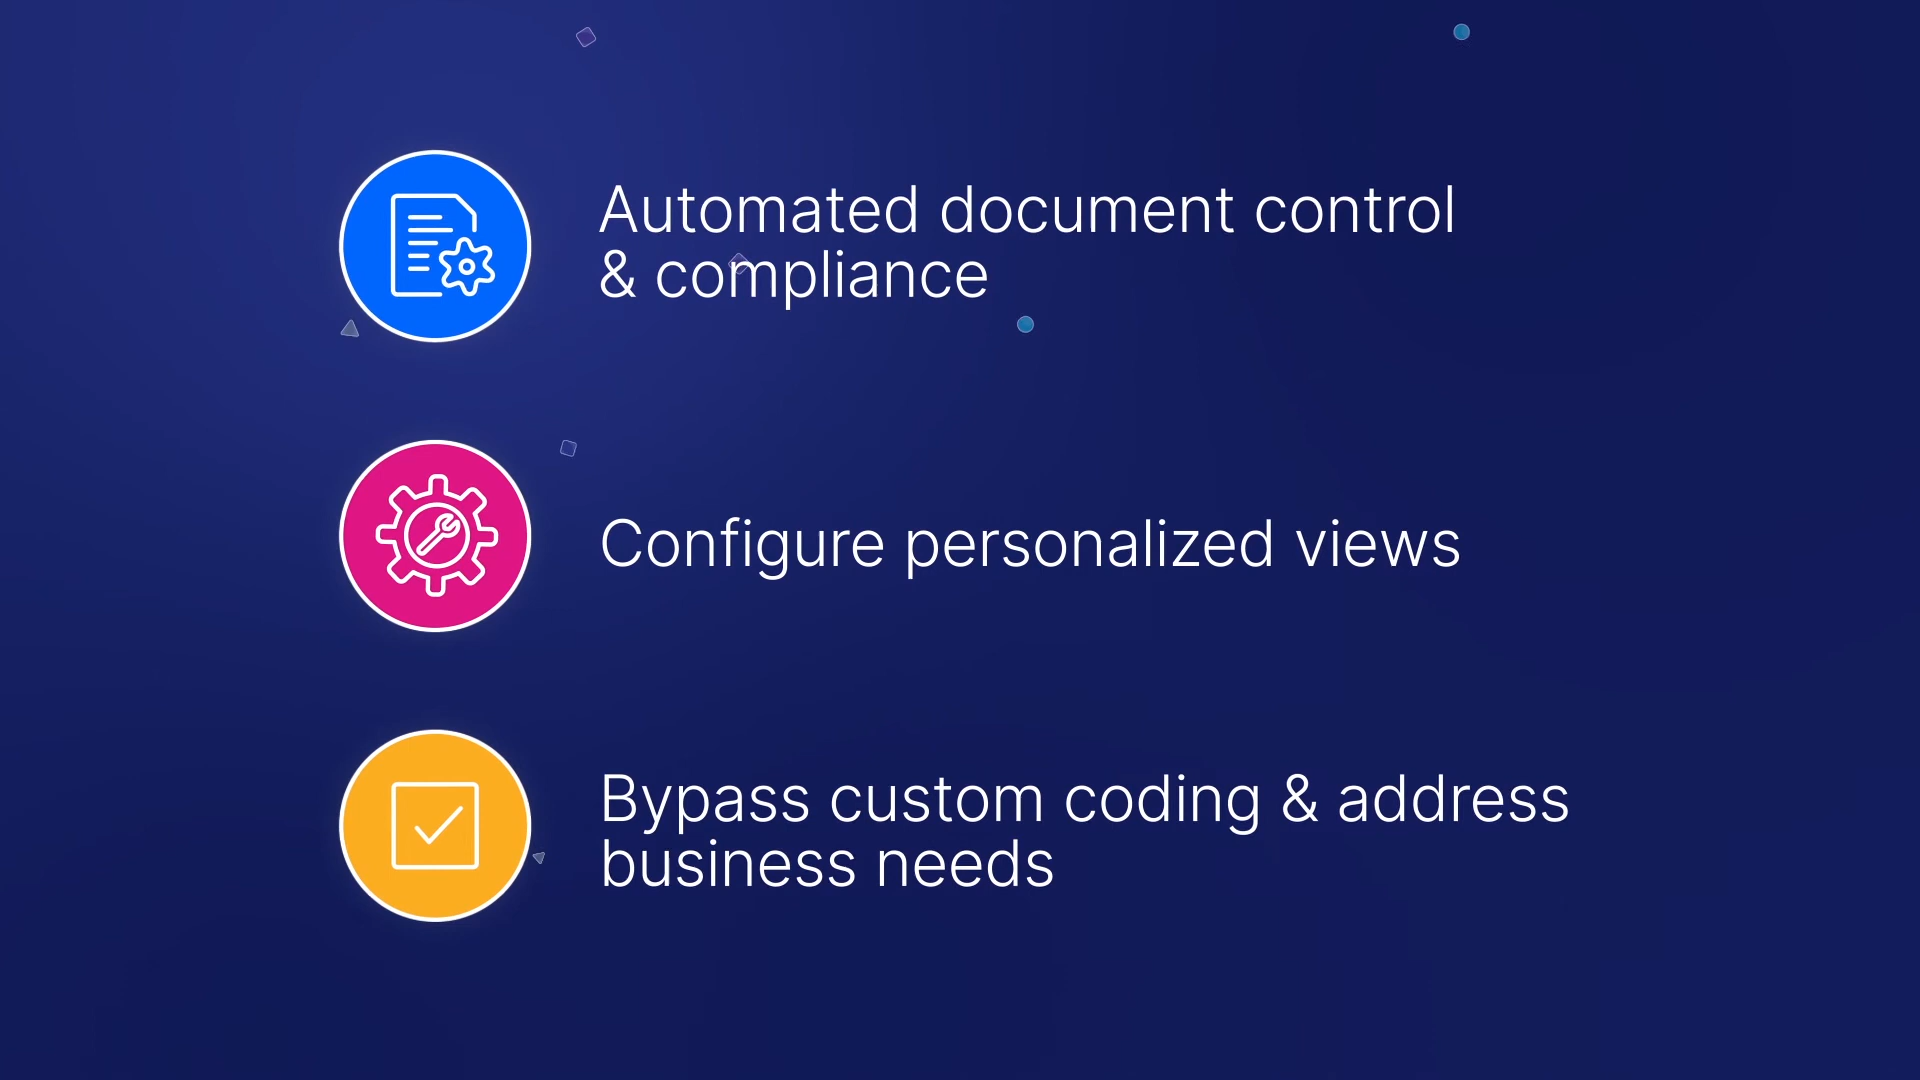 Automated document control
& compliance
Configure personalized views
Bypass custom coding & address
business needs